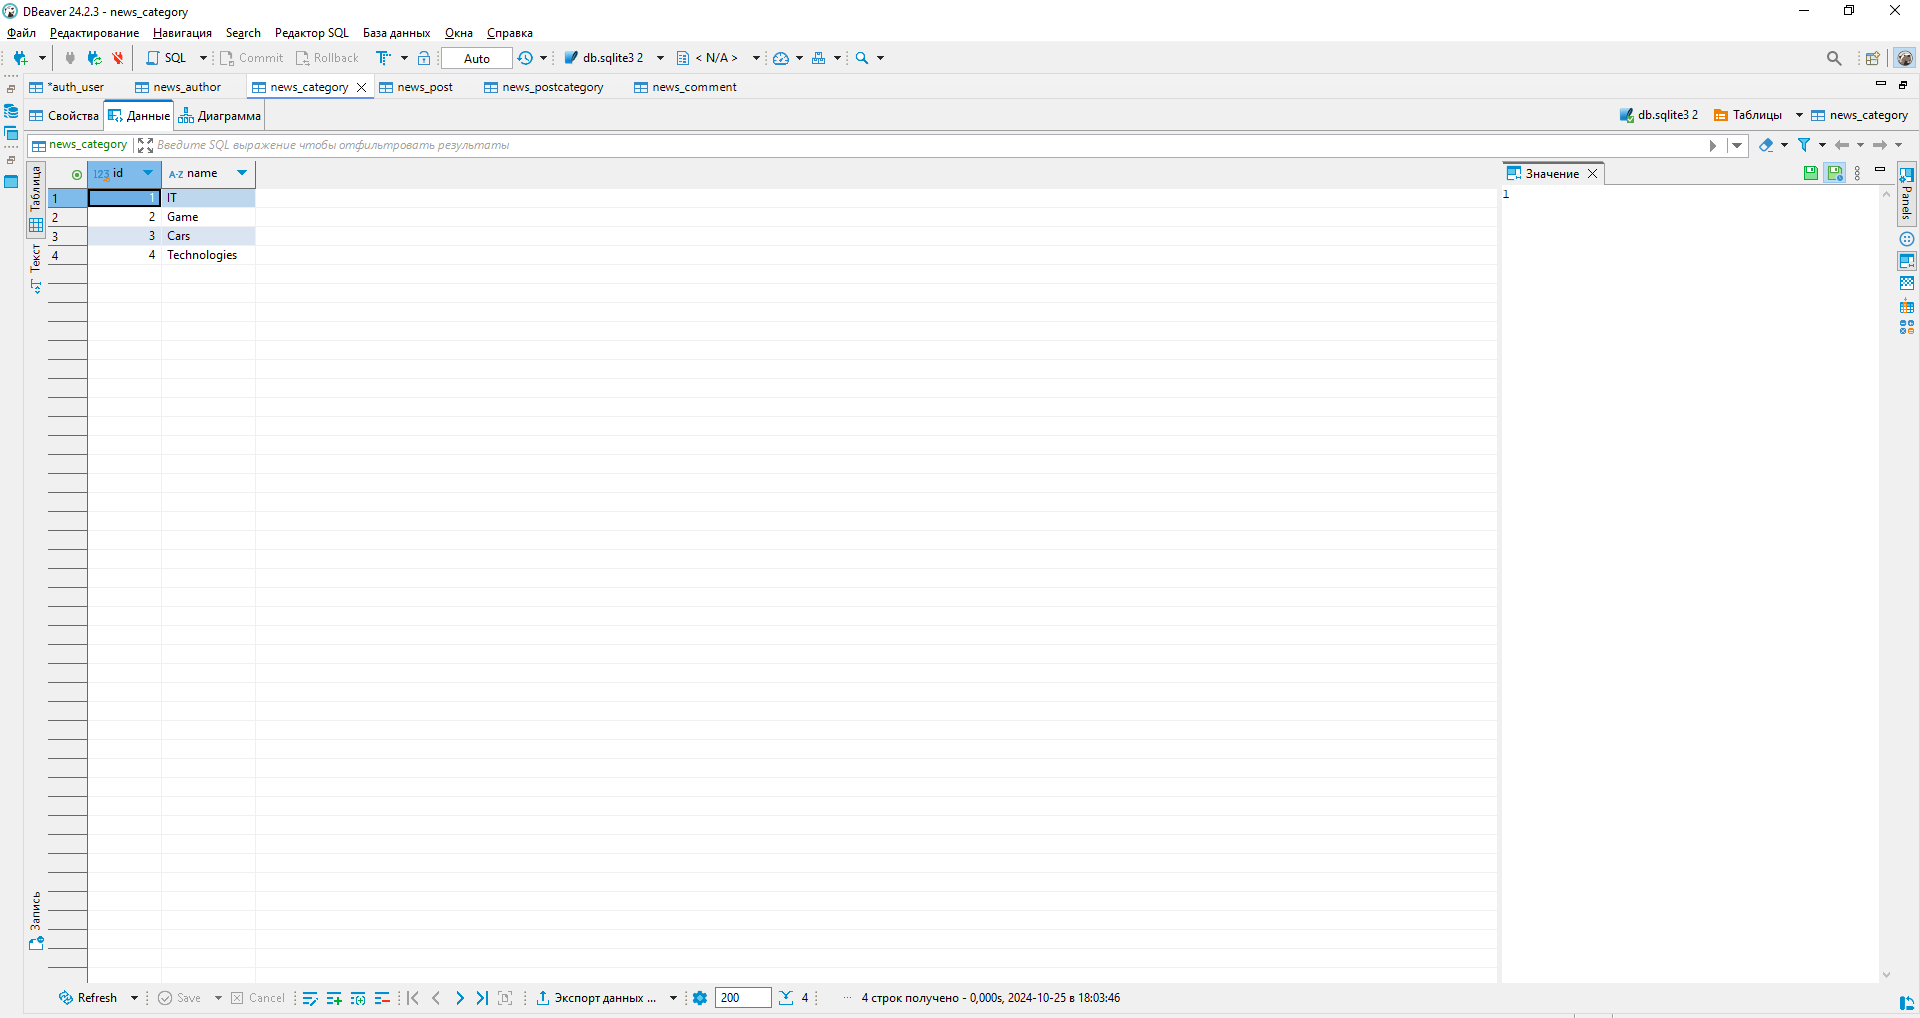 DBeaver 24.2.3 - news_category
Файл Редактирование Навигация Search Редактор SQL База данных Окна Справка
SQL Commit Rollback Auto db.sqlite3 2 < N/A >
*auth_user news_author news_category news_post news_postcategory news_comment
Свойства Данные Диаграмма db.sqlite3 2 Таблицы news_category
news_category Введите SQL выражение чтобы отфильтровать результаты
Таблица
Текст
Запись
123 id A-Z name
1 1 IT
2 2 Game
3 3 Cars
4 4 Technologies
Значение
1
Panels
Refresh Save Cancel Экспорт данных ... 200 4 ... 4 строк получено - 0,000s, 2024-10-25 в 18:03:46